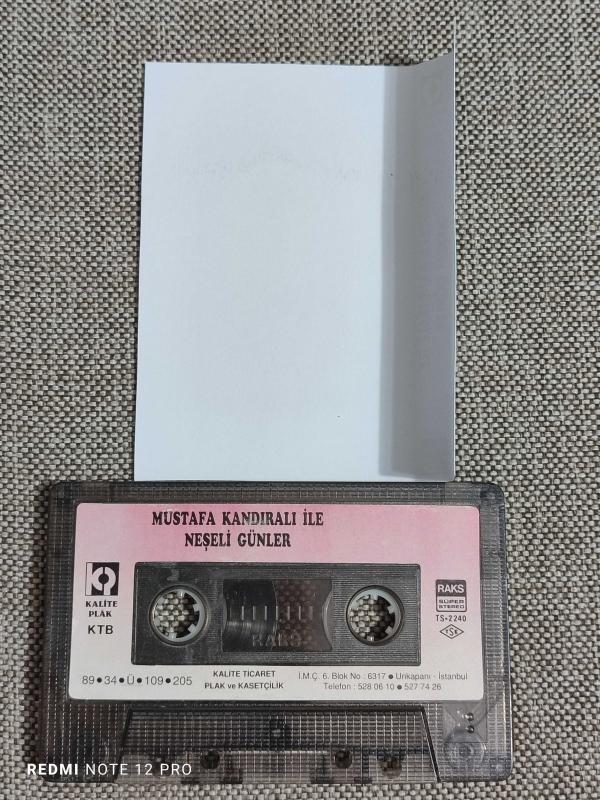 MUSTAFA KANDIRALI İLE
NEŞELİ GÜNLER
KALİTE
PLÂK
KTB
RAKS
RAKS
SUPER
STEREO
TS•2240
TSK
89•34•Ü•109•205
KALİTE TİCARET
PLAK ve KASETÇİLİK
İ.M.Ç. 6. Blok No : 6317 • Unkapanı - İstanbul
Telefon : 528 06 10 • 527 74 26
REDMI NOTE 12 PRO